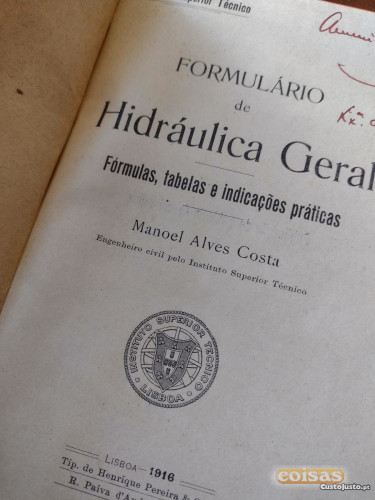 Superior Técnico
FORMULÁRIO
de
Hidráulica Geral
Fórmulas, tabelas e indicações práticas
Manoel Alves Costa
Engenheiro civil pelo Instituto Superior Técnico
INSTITUTO SUPERIOR TECNICO
LISBOA
LISBOA — 1916
Tip. de Henrique Pereira &
R. Paiva
coisas
CustoJusto.pt